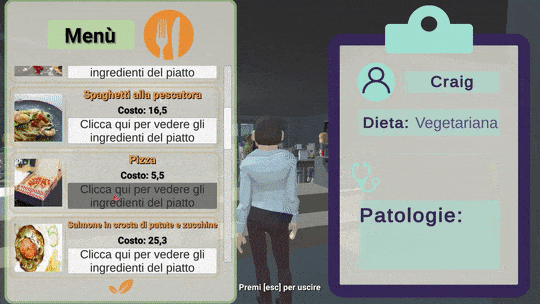 Menù
ingredienti del piatto
Spaghetti alla pescatora
Costo: 16,5
Clicca qui per vedere gli
ingredienti del piatto
Pizza
Costo: 5,5
Clicca qui per vedere gli
ingredienti del piatto
Salmone in crosta di patate e zucchine
Costo: 25,3
Clicca qui per vedere gli
ingredienti del piatto
Premi [esc] per uscire
Craig
Dieta: Vegetariana
Patologie: